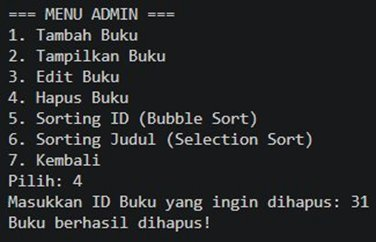 === MENU ADMIN ===
1. Tambah Buku
2. Tampilkan Buku
3. Edit Buku
4. Hapus Buku
5. Sorting ID (Bubble Sort)
6. Sorting Judul (Selection Sort)
7. Kembali
Pilih: 4
Masukkan ID Buku yang ingin dihapus: 31
Buku berhasil dihapus!